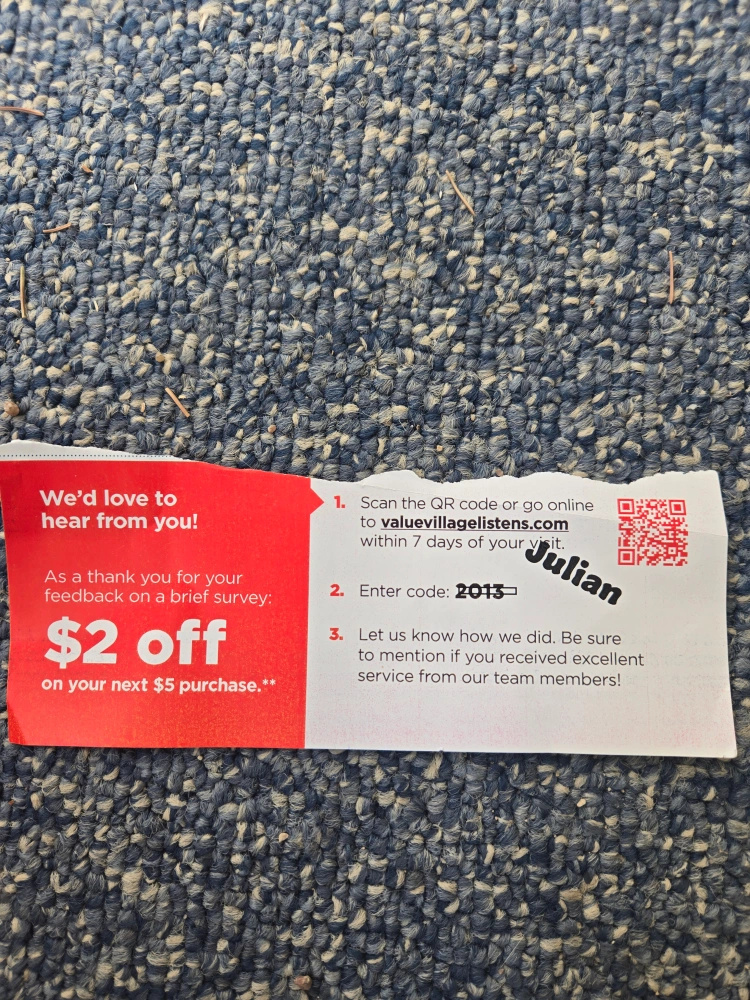 We'd love to
hear from you!
As a thank you for your
feedback on a brief survey:
$2 off
on your next $5 purchase.**
1. Scan the QR code or go online
to valuevillagelistens.com
within 7 days of your visit.
Julian
2. Enter code: 2013
3. Let us know how we did. Be sure
to mention if you received excellent
service from our team members!